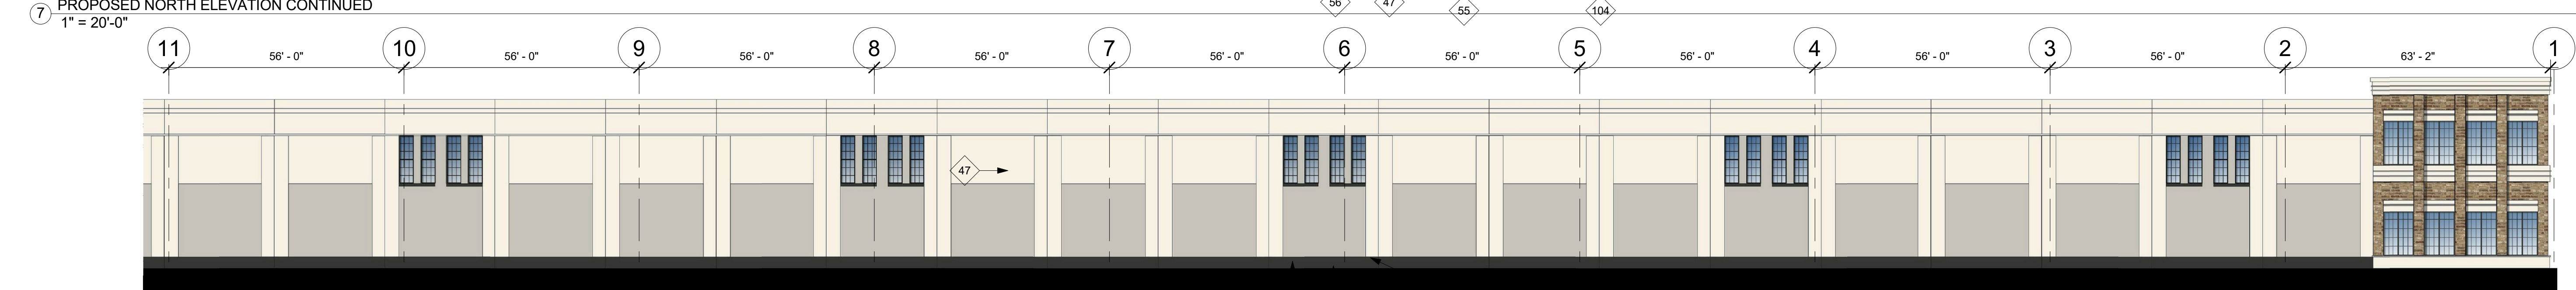 7 PROPOSED NORTH ELEVATION CONTINUED
1" = 20'-0"
56 47 55 104
11 10 9 8 7 6 5 4 3 2 1
56' - 0" 56' - 0" 56' - 0" 56' - 0" 56' - 0" 56' - 0" 56' - 0" 56' - 0" 56' - 0" 63' - 2"
47